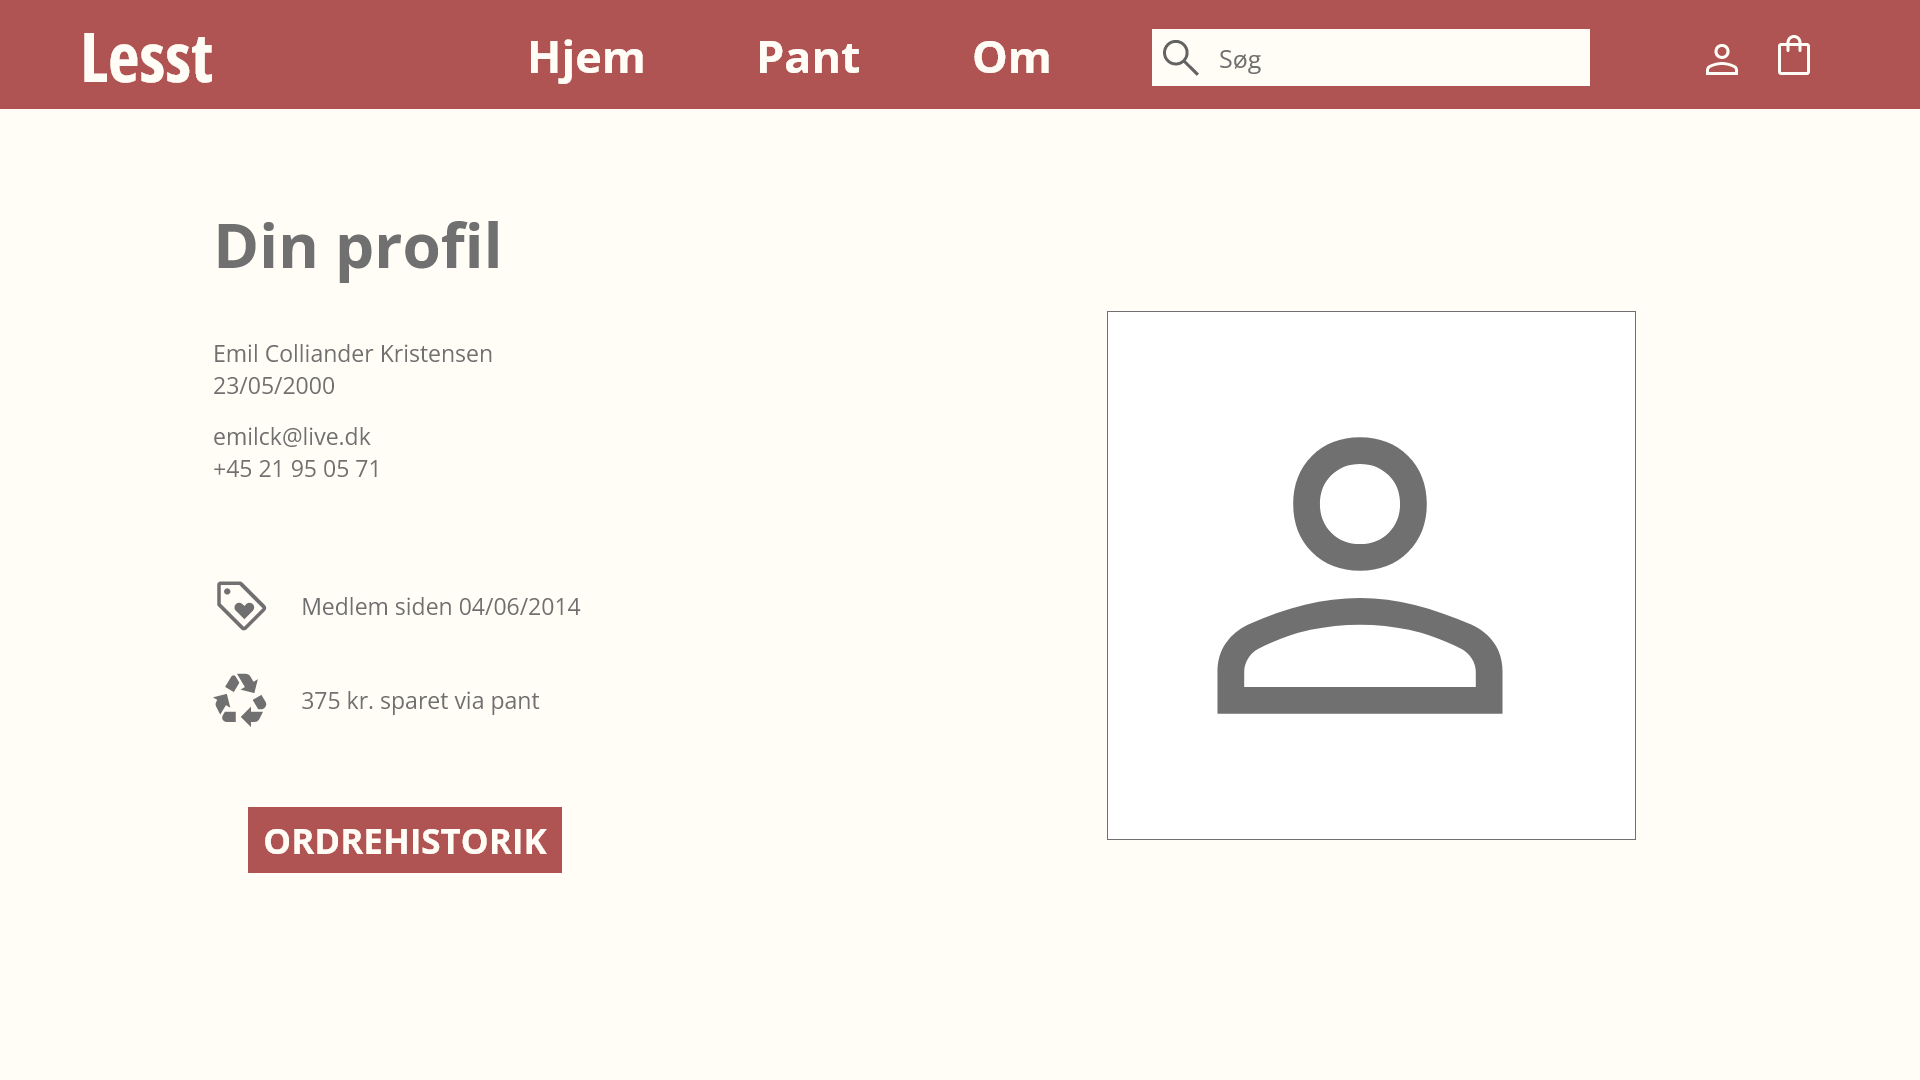 Lesst
Hjem
Pant
Om
Søg
Din profil
Emil Colliander Kristensen
23/05/2000
emilck@live.dk
+45 21 95 05 71
Medlem siden 04/06/2014
375 kr. sparet via pant
ORDREHISTORIK